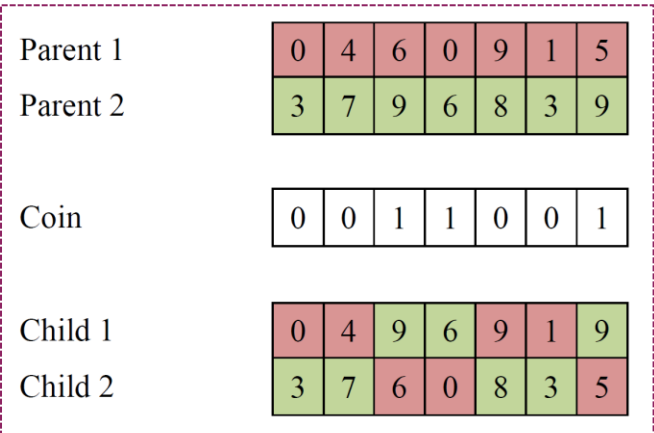 Parent 1 0 4 6 0 9 1 5
Parent 2 3 7 9 6 8 3 9
Coin 0 0 1 1 0 0 1
Child 1 0 4 9 6 9 1 9
Child 2 3 7 6 0 8 3 5